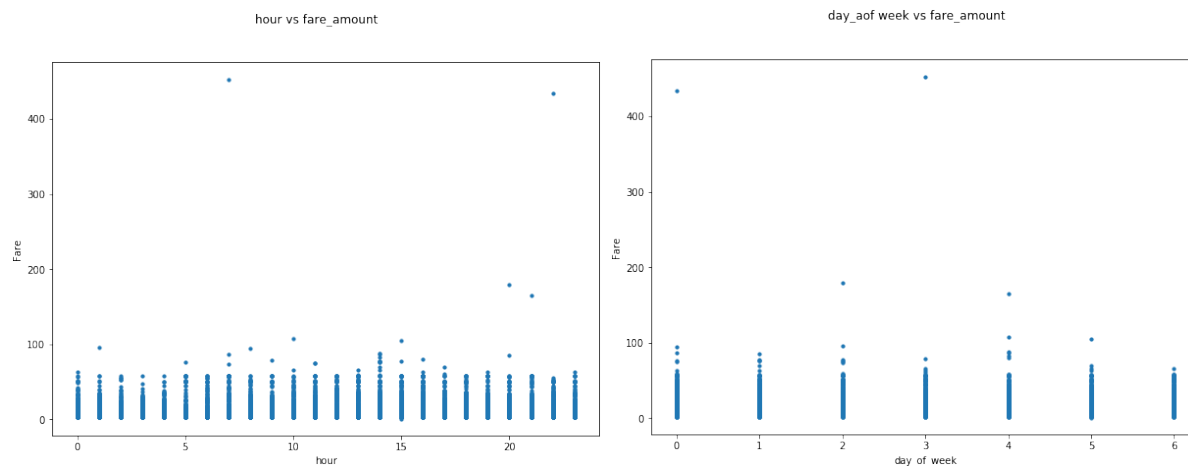 hour vs fare_amount
400
300
200
100
0
Fare
0 5 10 15 20
hour
day_aof week vs fare_amount
400
300
200
100
0
Fare
0 1 2 3 4 5 6
day_of_week